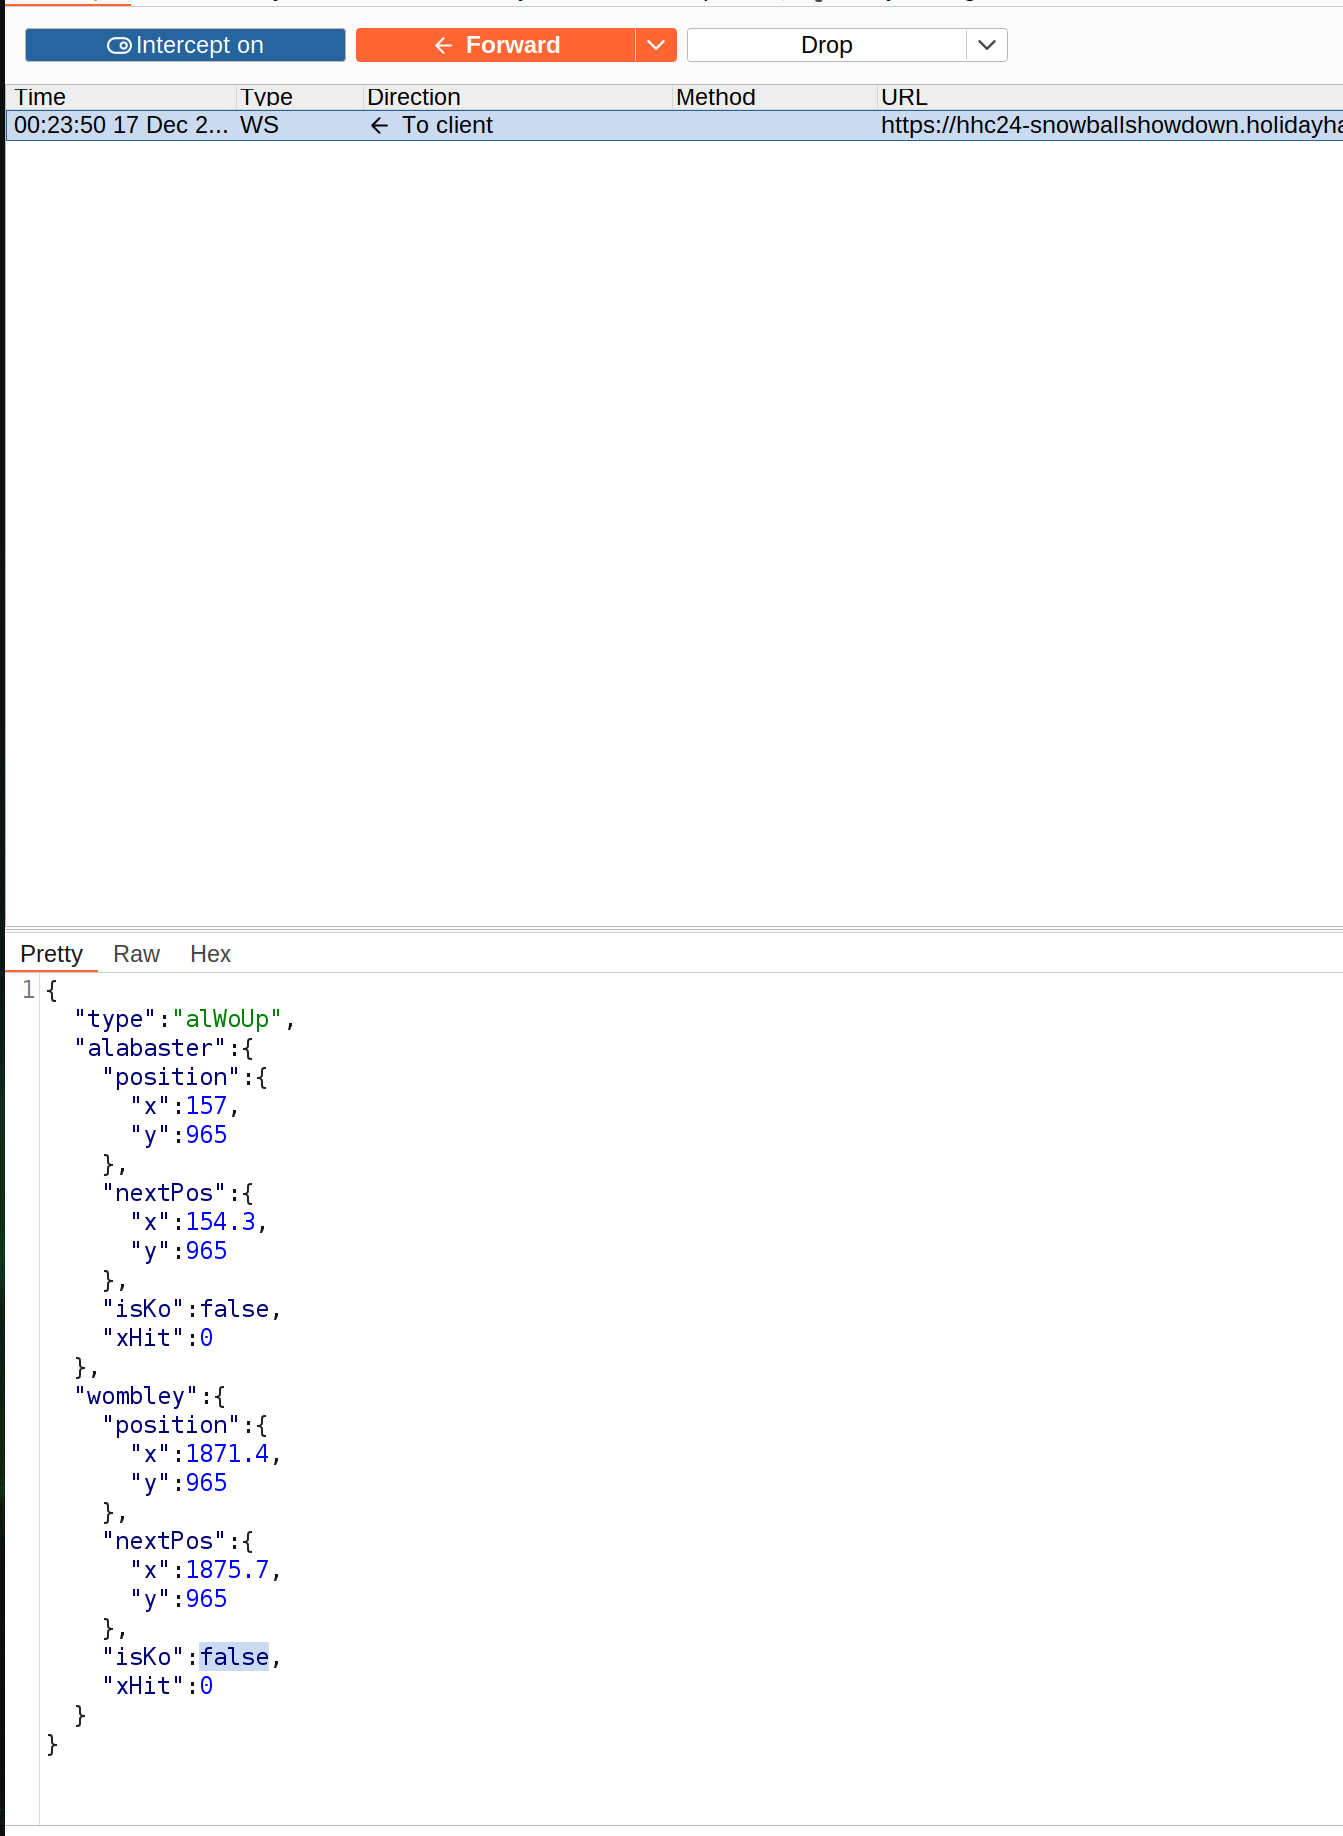 Intercept on
Forward
Drop
Time Type Direction Method URL
00:23:50 17 Dec 2... WS To client https://hhc24-snowballshowdown.holidayha
Pretty Raw Hex
1 {
"type":"alWoUp",
"alabaster":{
"position":{
"x":157,
"y":965
},
"nextPos":{
"x":154.3,
"y":965
},
"isKo":false,
"xHit":0
},
"wombley":{
"position":{
"x":1871.4,
"y":965
},
"nextPos":{
"x":1875.7,
"y":965
},
"isKo":false,
"xHit":0
}
}